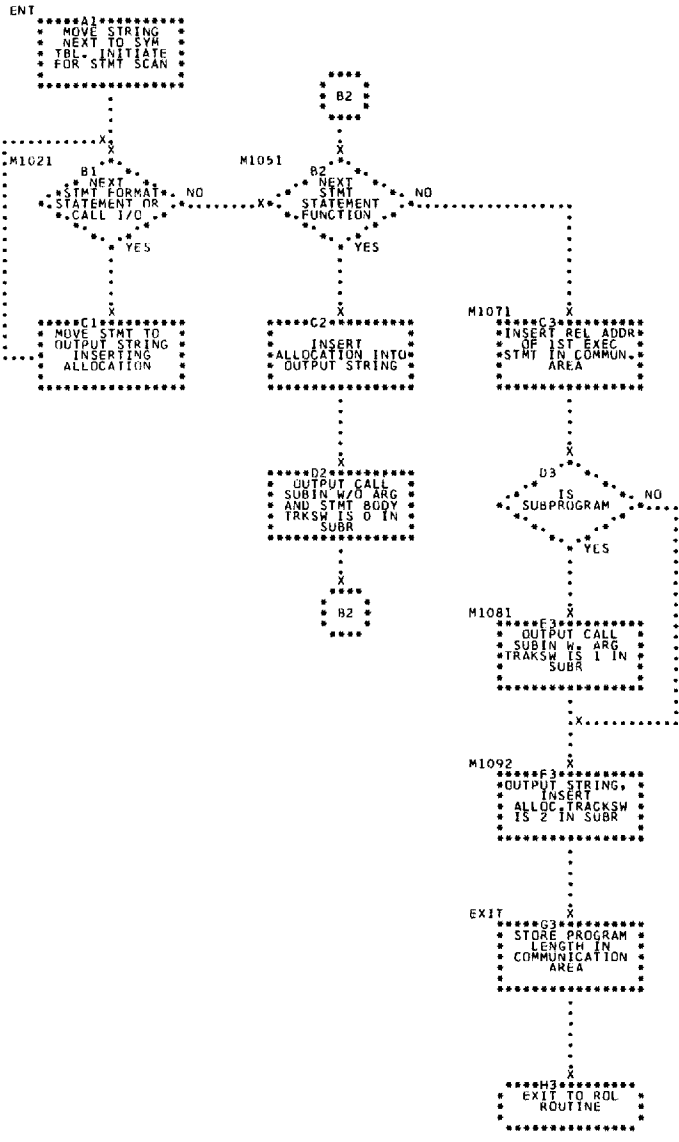 ENT
A1
MOVE STRING
NEXT TO SYM
TBL. INITIATE
FOR STMT SCAN
B2
M1021
B1
NEXT
STMT FORMAT
STATEMENT OR
CALL I/O
NO
YES
M1051
B2
NEXT
STMT
STATEMENT
FUNCTION
NO
YES
C1
MOVE STMT TO
OUTPUT STRING
INSERTING
ALLOCATION
C2
INSERT
ALLOCATION INTO
OUTPUT STRING
M1071
C3
INSERT REL ADDR
OF 1ST EXEC
STMT IN COMMUN.
AREA
D2
OUTPUT CALL
SUBIN W/O ARG
AND STMT BODY
TRKSW IS 0 IN
SUBR
D3
IS
SUBPROGRAM
NO
YES
B2
M1081
E3
OUTPUT CALL
SUBIN W. ARG
TRAKSW IS 1 IN
SUBR
M1092
F3
OUTPUT STRING,
INSERT
ALLOC.TRACKSW
IS 2 IN SUBR
EXIT
G3
STORE PROGRAM
LENGTH IN
COMMUNICATION
AREA
H3
EXIT TO ROL
ROUTINE